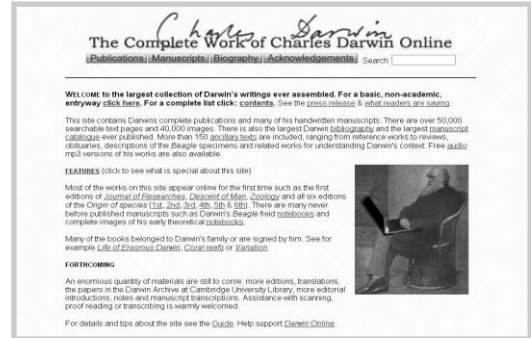 Charles Darwin
The Complete Work of Charles Darwin Online
Publications Manuscripts Biography Acknowledgements Search:
WELCOME to the largest collection of Darwin's writings ever assembled. For a basic, non-academic,
entryway click here. For a complete list click: contents. See the press release & what readers are saying.
This site contains Darwins complete publications and many of his handwritten manuscripts. There are over 50,000
searchable text pages and 40,000 images. There is also the largest Darwin bibliography and the largest manuscript
catalogue ever published. More than 150 ancillary texts are included, ranging from reference works to reviews,
obituaries, descriptions of the Beagle specimens and related works for understanding Darwin's context. Free audio
mp3 versions of his works are also available.
FEATURES (click to see what is special about this site)
Most of the works on this site appear online for the first time such as the first
editions of Journal of Researches, Descent of Man, Zoology and all six editions
of the Origin of species (1st, 2nd, 3rd, 4th, 5th & 6th). There are many never
before published manuscripts such as Darwin's Beagle field notebooks and
complete images of his early theoretical notebooks.
Many of the books belonged to Darwin's family or are signed by him. See for
example Life of Erasmus Darwin, Coral reefs or Variation.
FORTHCOMING
An enormous quantity of materials are still to come: more editions, translations,
the papers in the Darwin Archive at Cambridge University Library, more editorial
introductions, notes and manuscript transcriptions. Assistance with scanning,
proof reading or transcribing is warmly welcomed.
For details and tips about the site see the Guide. Help support Darwin Online.